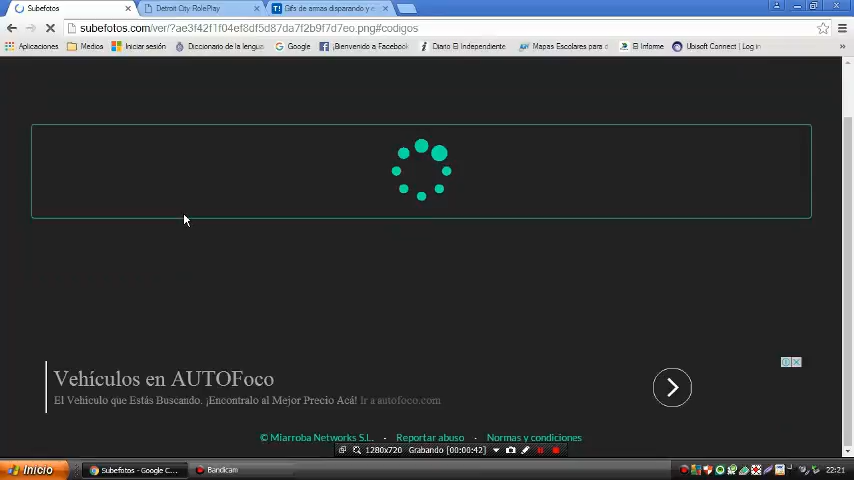 Subefotos
Detroit City RolePlay
Gifs de armas disparando y e
subefotos.com/ver/?ae3f42f1f04ef8df5d87da7f2b9f7d7eo.png#codigos
Aplicaciones
Medios
Iniciar sesión
Diccionario de la lengua
Google
¡Bienvenido a Facebook
Diario El Independiente
Mapas Escolares para d
El Informe
Ubisoft Connect | Log in
»
Vehículos en AUTOFoco
El Vehículo que Estás Buscando. ¡Encontralo al Mejor Precio Acá! Ir a autofoco.com
© Miarroba Networks S.L. · Reportar abuso · Normas y condiciones
1280x720 Grabando [00:00:42]
Inicio
Subefotos - Google C...
Bandicam
22:21